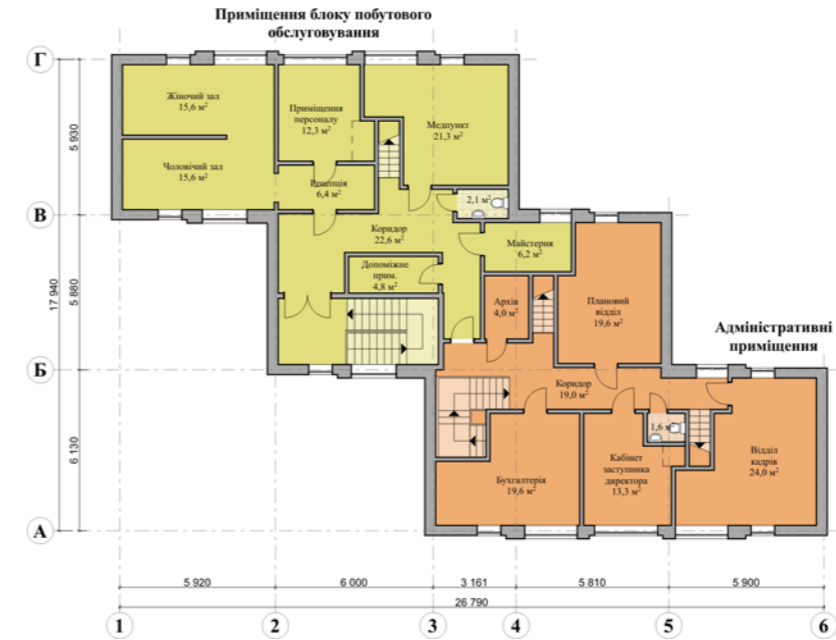 Приміщення блоку побутового
обслуговування
Г
Жіночий зал
15,6 м²
Приміщення
персоналу
12,3 м²
Медпункт
21,3 м²
5 930
Чоловічий зал
15,6 м²
Рецепція
6,4 м²
2,1 м²
В
Коридор
22,6 м²
Майстерня
6,2 м²
Допоміжне
прим.
4,8 м²
17 940
5 880
Архів
4,0 м²
Плановий
відділ
19,6 м²
Адміністративні
приміщення
Б
Коридор
19,0 м²
1,6 м²
6 130
Бухгалтерія
19,6 м²
Кабінет
заступника
директора
13,3 м²
Відділ
кадрів
24,0 м²
А
5 920
6 000
3 161
5 810
5 900
26 790
1
2
3
4
5
6